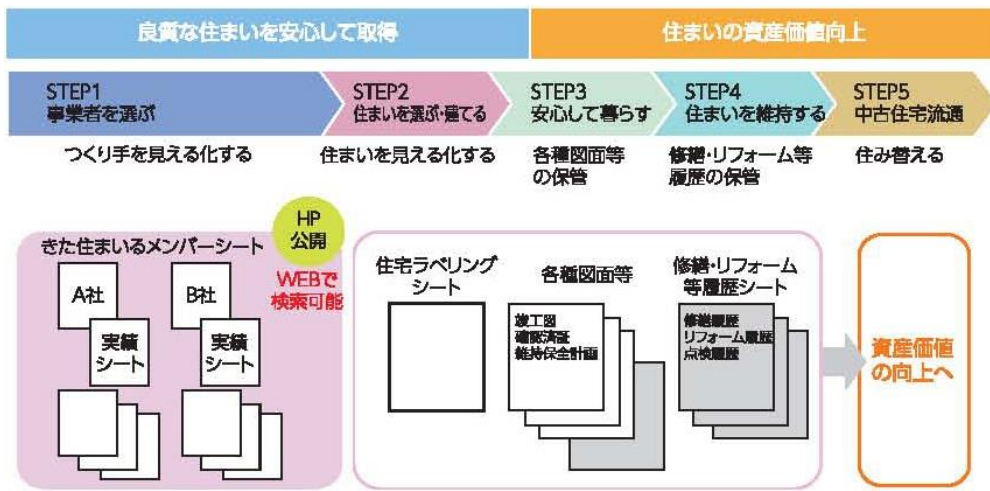 良質な住まいを安心して取得
住まいの資産価値向上
STEP1
事業者を選ぶ
STEP2
住まいを選ぶ・建てる
STEP3
安心して暮らす
STEP4
住まいを維持する
STEP5
中古住宅流通
つくり手を見える化する
住まいを見える化する
各種図面等
の保管
修繕・リフォーム等
履歴の保管
住み替える
HP
公開
きた住まいるメンバーシート
WEBで
検索可能
A社
実績
シート
B社
実績
シート
住宅ラベリング
シート
各種図面等
竣工図
確認済証
維持保全計画
修繕・リフォーム
等履歴シート
修繕履歴
リフォーム履歴
点検履歴
資産価値
の向上へ